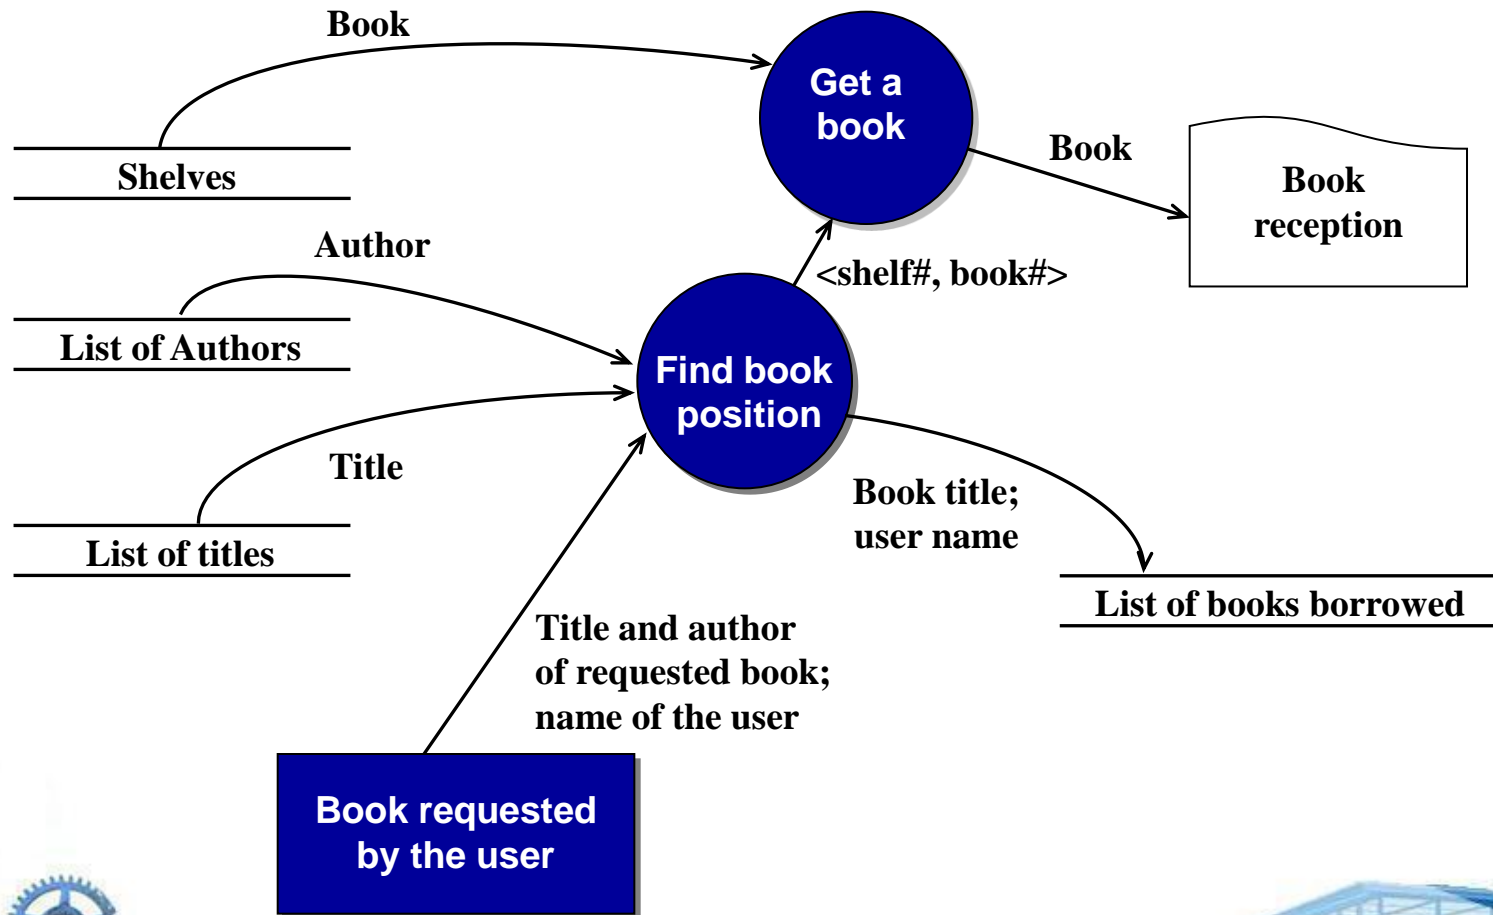 Book
Get a
book
Book
Shelves
Book
reception
Author
<shelf#, book#>
List of Authors
Find book
position
Title
Book title;
user name
List of titles
List of books borrowed
Title and author
of requested book;
name of the user
Book requested
by the user